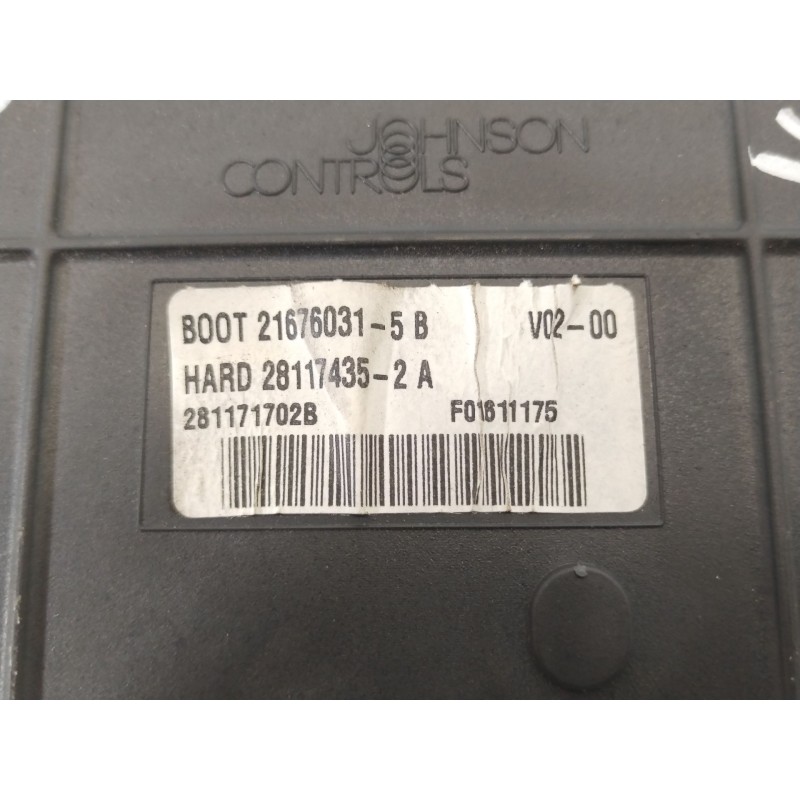 JOHNSON
CONTROLS
BOOT 21676031-5 B V02-00
HARD 28117435-2 A
281171702B F01611175